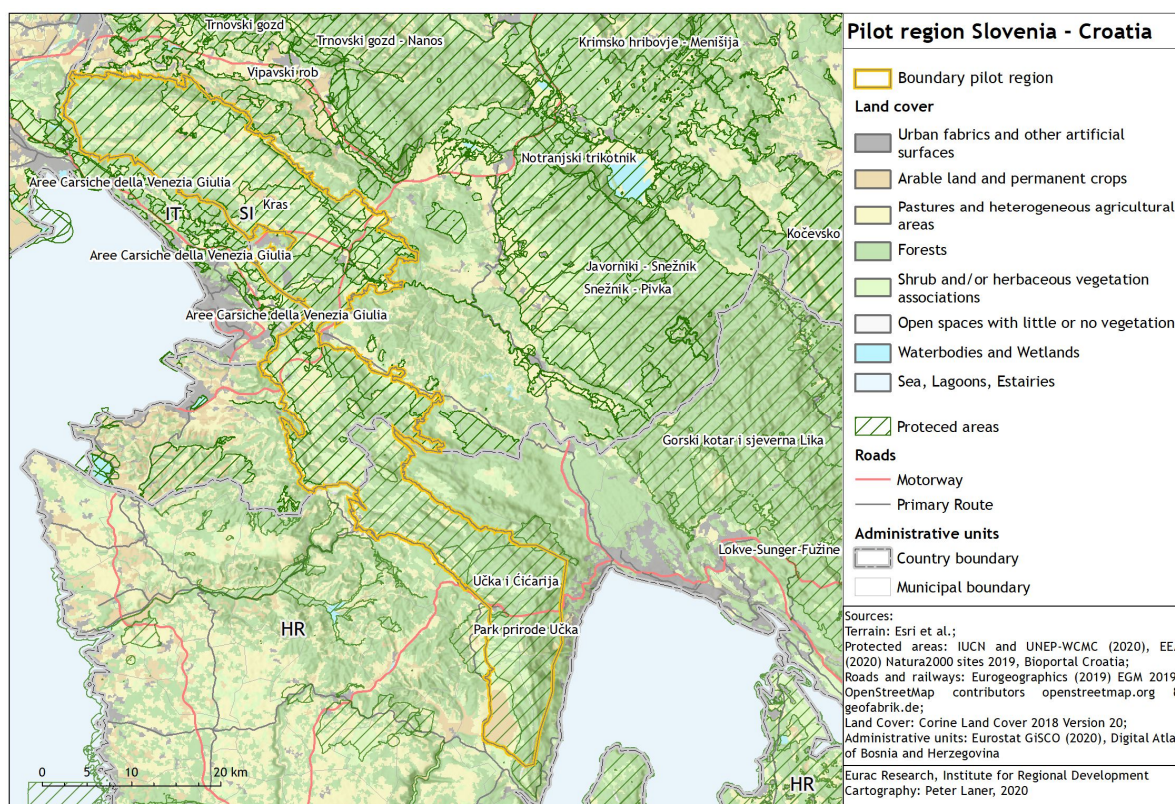 Trnovski gozd
Trnovski gozd - Nanos
Krimsko hribovje - Menišija
Vipavski rob
Notranjski trikotnik
Aree Carsiche della Venezia Giulia
IT
SI
Kras
Kočevsko
Aree Carsiche della Venezia Giulia
Javorniki - Snežnik
Snežnik - Pivka
Aree Carsiche della Venezia Giulia
Gorski kotar i sjeverna Lika
Lokve-Sunger-Fužine
Učka i Ćićarija
HR
Park prirode Učka
0 5 10 20 km
HR
Pilot region Slovenia - Croatia
Boundary pilot region
Land cover
Urban fabrics and other artificial
surfaces
Arable land and permanent crops
Pastures and heterogeneous agricultural
areas
Forests
Shrub and/or herbaceous vegetation
associations
Open spaces with little or no vegetation
Waterbodies and Wetlands
Sea, Lagoons, Estairies
Proteced areas
Roads
Motorway
Primary Route
Administrative units
Country boundary
Municipal boundary
Sources:
Terrain: Esri et al.;
Protected areas: IUCN and UNEP-WCMC (2020),
(2020) Natura2000 sites 2019, Bioportal Croatia;
Roads and railways: Eurogeographics (2019) EGM 2019
OpenStreetMap contributors openstreetmap.org
geofabrik.de;
Land Cover: Corine Land Cover 2018 Version 20;
Administrative units: Eurostat GiSCO (2020), Digital Atla
of Bosnia and Herzegovina
Eurac Research, Institute for Regional Development
Cartography: Peter Laner, 2020